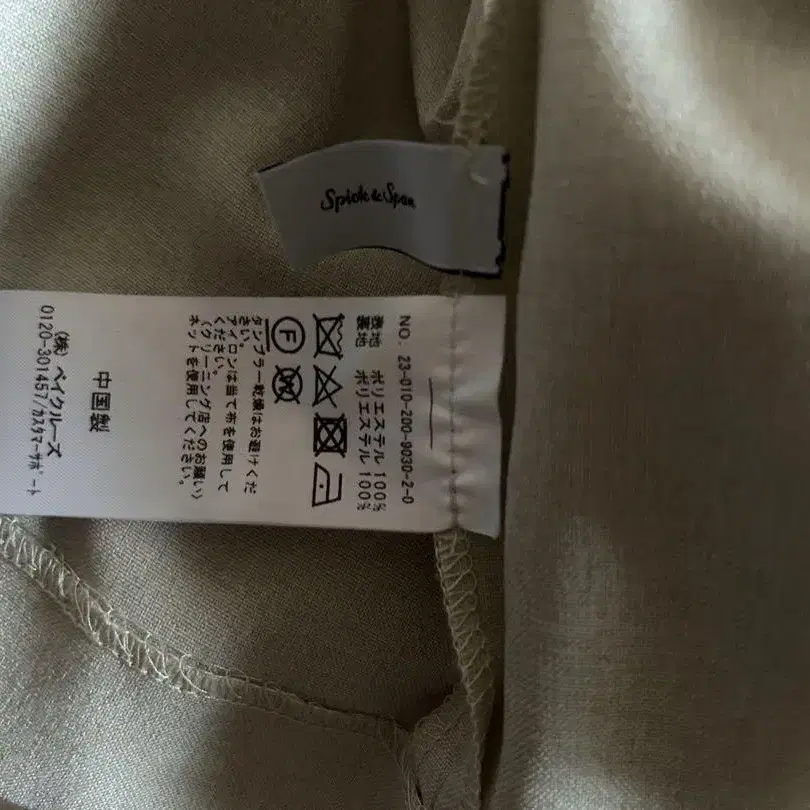 Spick & Span
NO. 23-010-200-9030-2-0
表地 ポリエステル 100%
裏地 ポリエステル 100%
F
W
タンブラー乾燥はお避けくだ
さい。
アイロンは当て布を使用して
ください。
〈クリーニング店へのお願い〉
ネットを使用してください。
中国製
(株) ベイクルーズ
0120-301457/カスタマーサポート